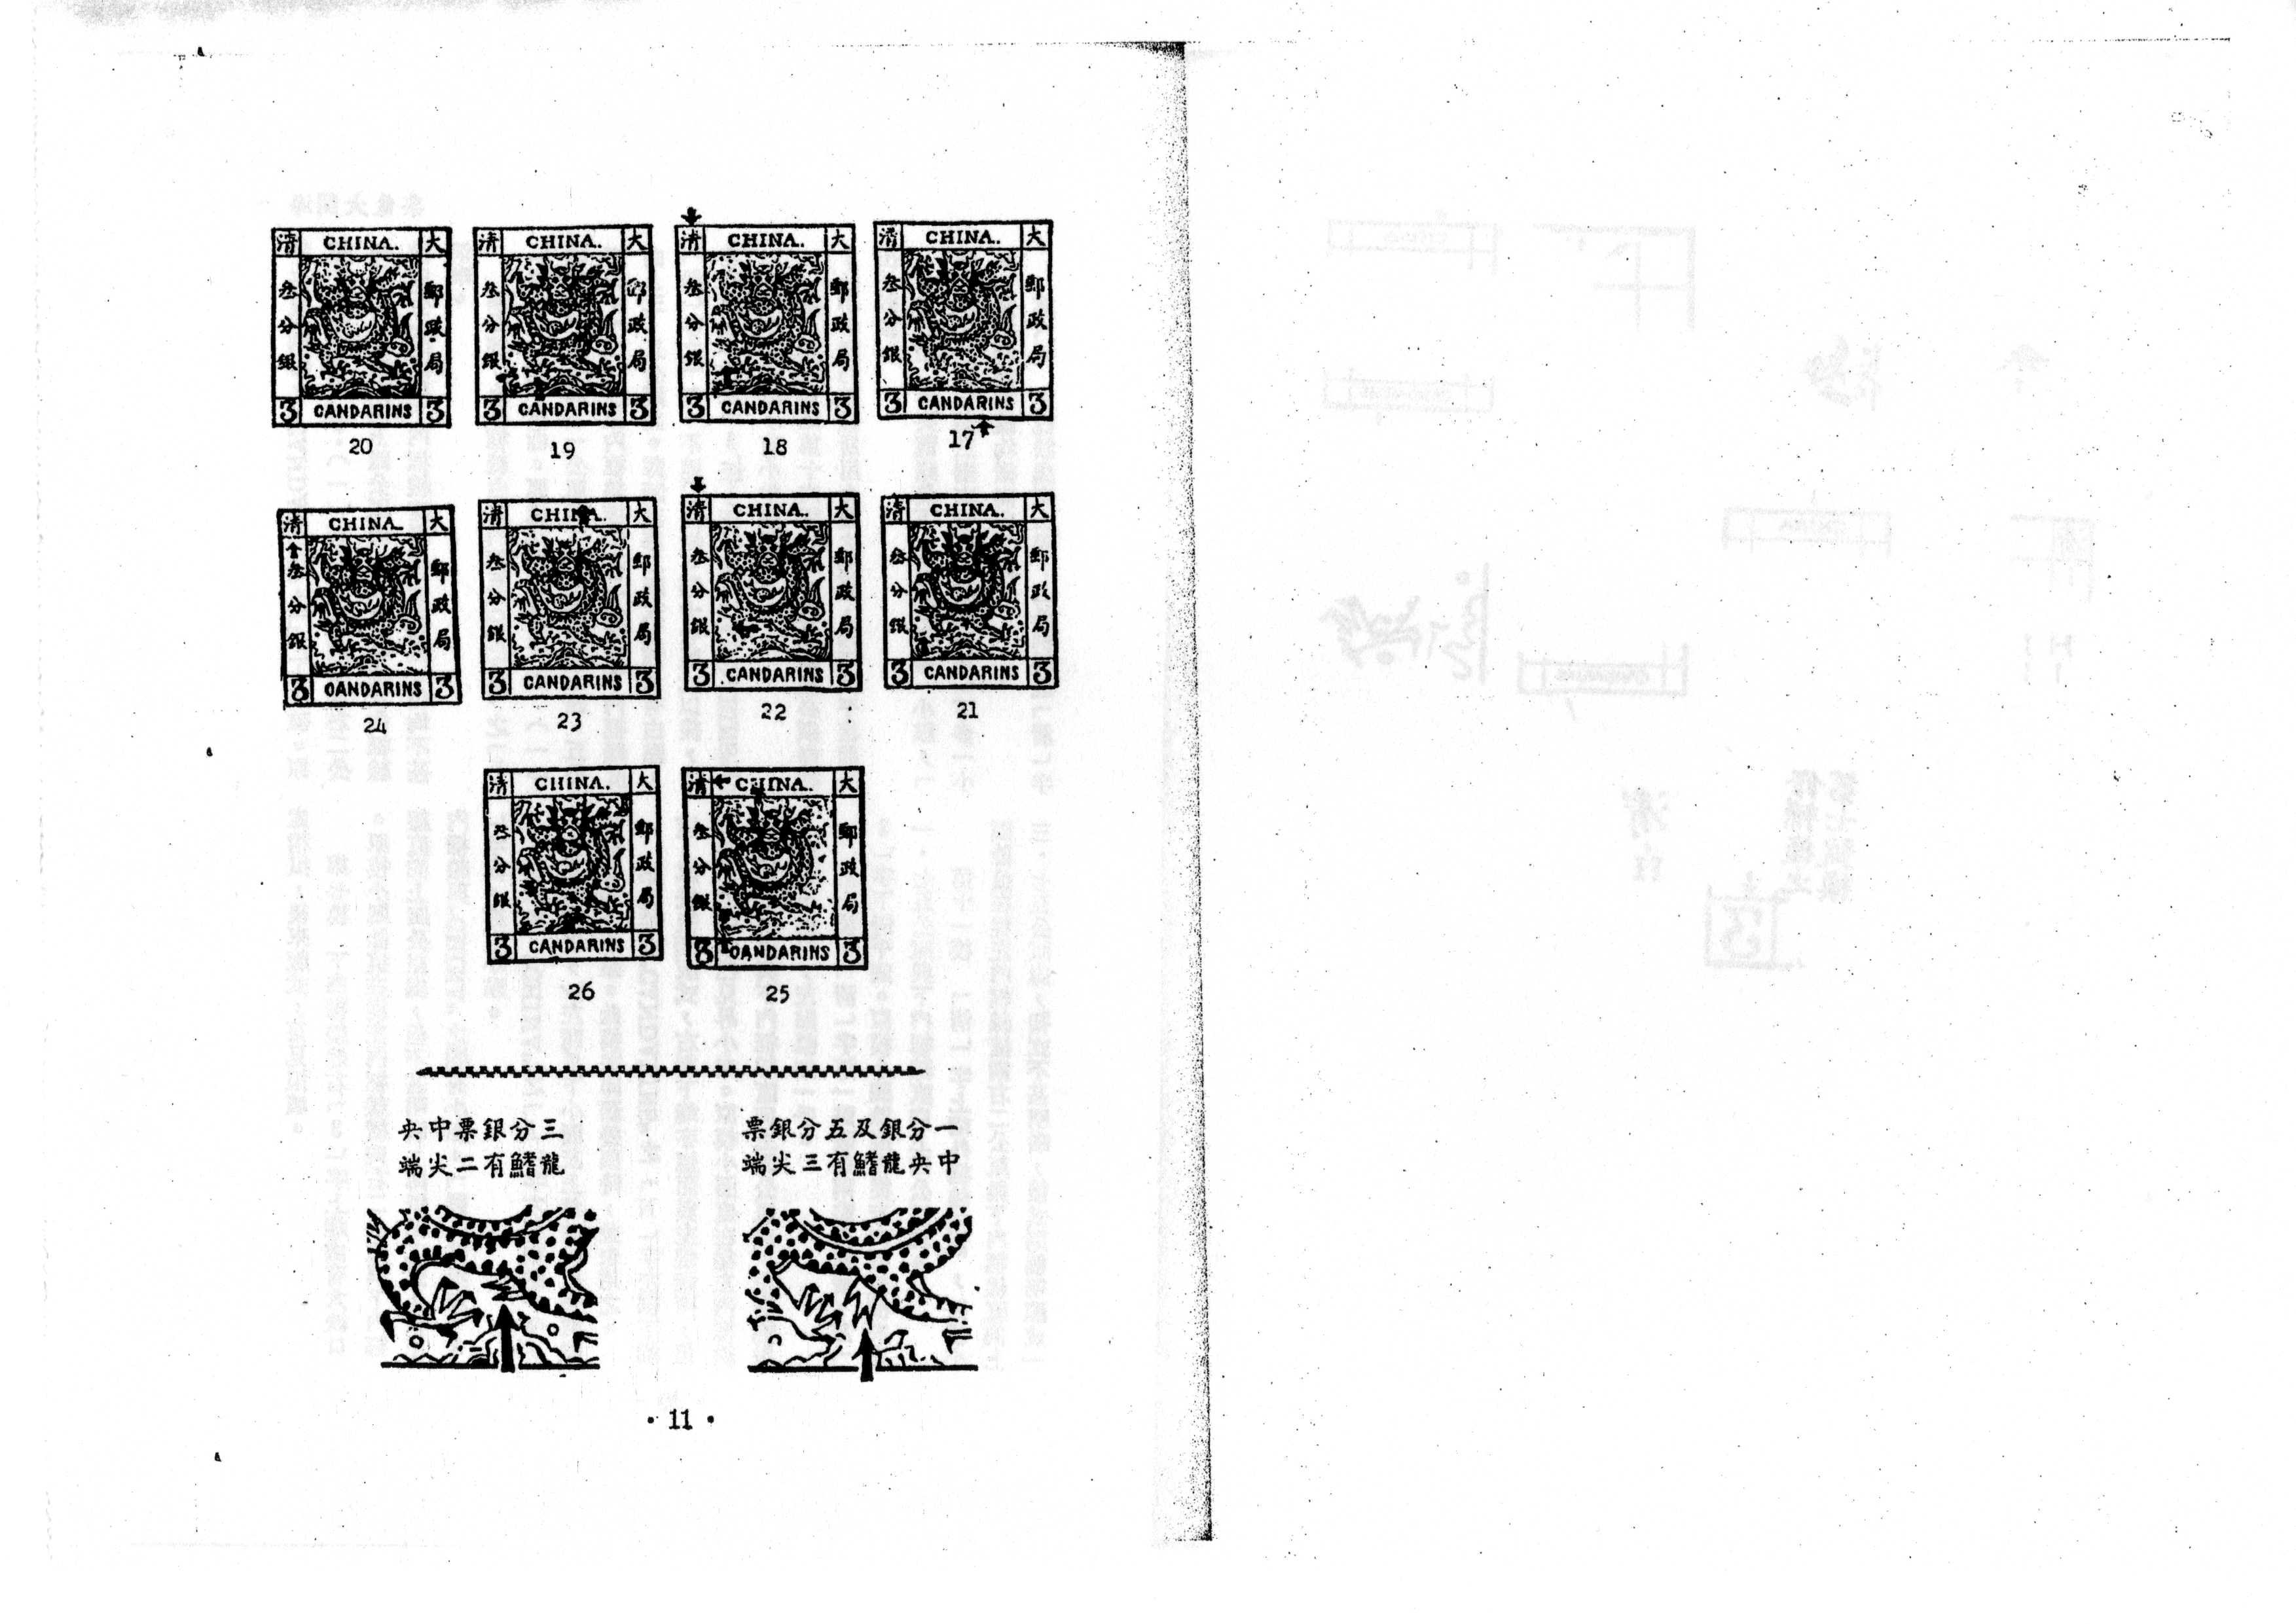 大 CHINA. 清
郵政局
叁分銀
3 CANDARINS 3
17
大 CHINA. 清
郵政局
叁分銀
3 CANDARINS 3
18
大 CHINA. 清
郵政局
叁分銀
3 CANDARINS 3
19
大 CHINA. 清
郵政局
叁分銀
3 CANDARINS 3
20
大 CHINA. 清
郵政局
叁分銀
3 CANDARINS 3
21
大 CHINA. 清
郵政局
叁分銀
3 CANDARINS 3
22
大 CHINA. 清
郵政局
叁分銀
3 CANDARINS 3
23
大 CHINA. 清
郵政局
叁分銀
3 CANDARINS 3
24
大 CHINA. 清
郵政局
叁分銀
3 CANDARINS 3
25
大 CHINA. 清
郵政局
叁分銀
3 CANDARINS 3
26
一分銀及五分銀票
中央龍鰭有三尖端
三分銀票中央
龍鰭有二尖端
· 11 ·